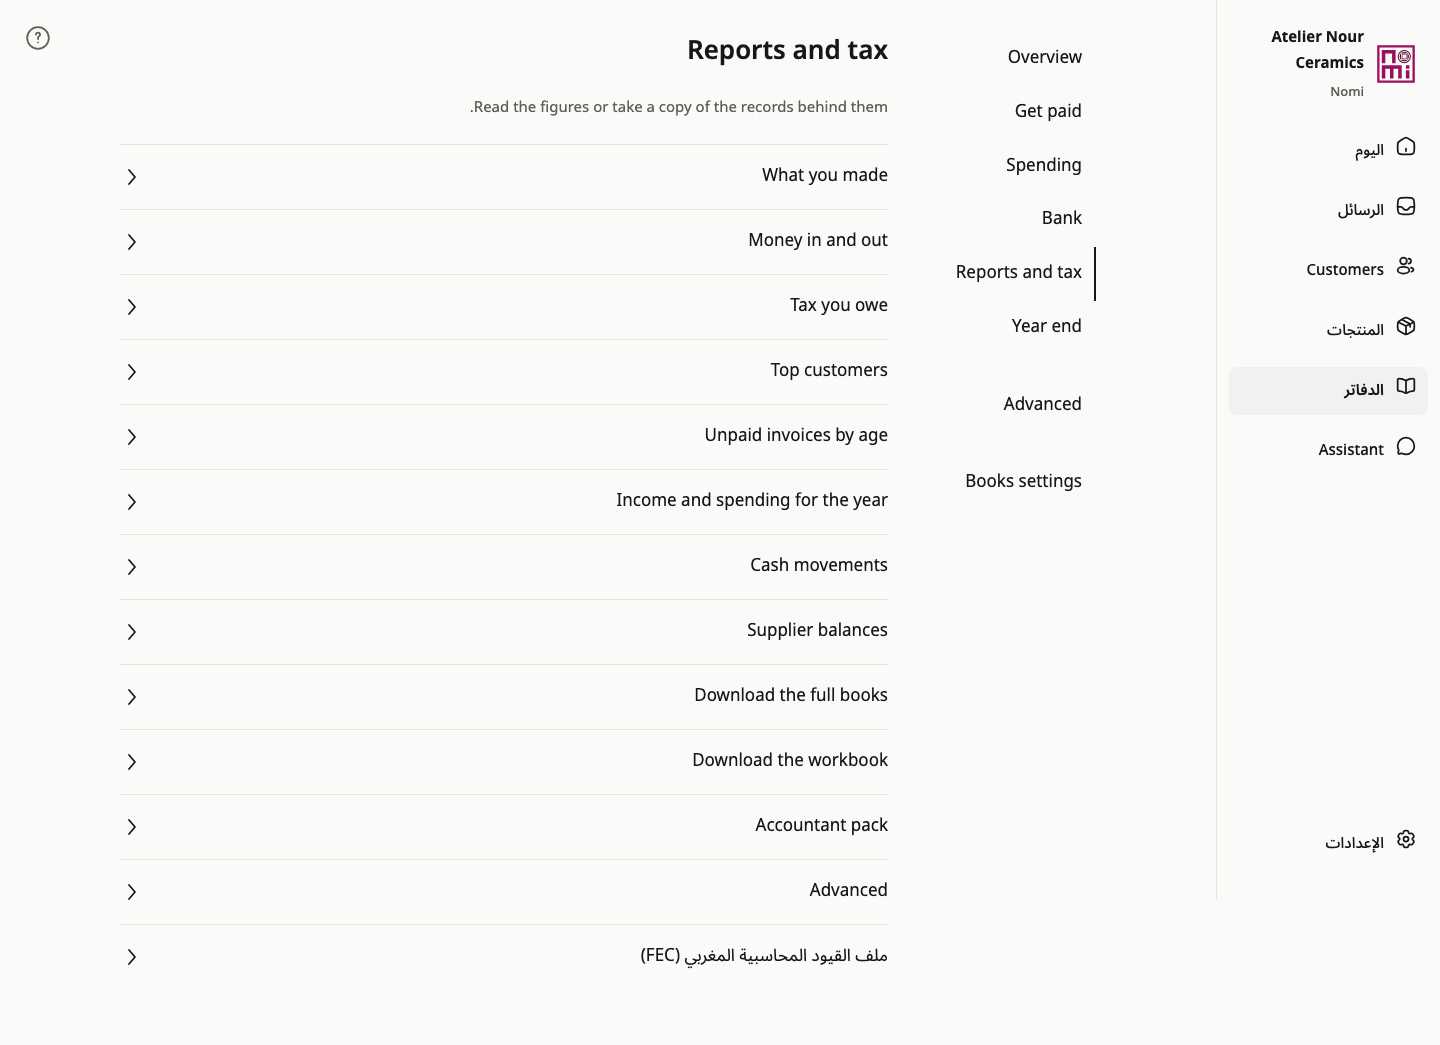 Atelier Nour
Ceramics
Nomi
اليوم
الرسائل
Customers
المنتجات
الدفاتر
Assistant
الإعدادات
Overview
Get paid
Spending
Bank
Reports and tax
Year end
Advanced
Books settings
Reports and tax
.Read the figures or take a copy of the records behind them
What you made
Money in and out
Tax you owe
Top customers
Unpaid invoices by age
Income and spending for the year
Cash movements
Supplier balances
Download the full books
Download the workbook
Accountant pack
Advanced
ملف القيود المحاسبية المغربي (FEC)